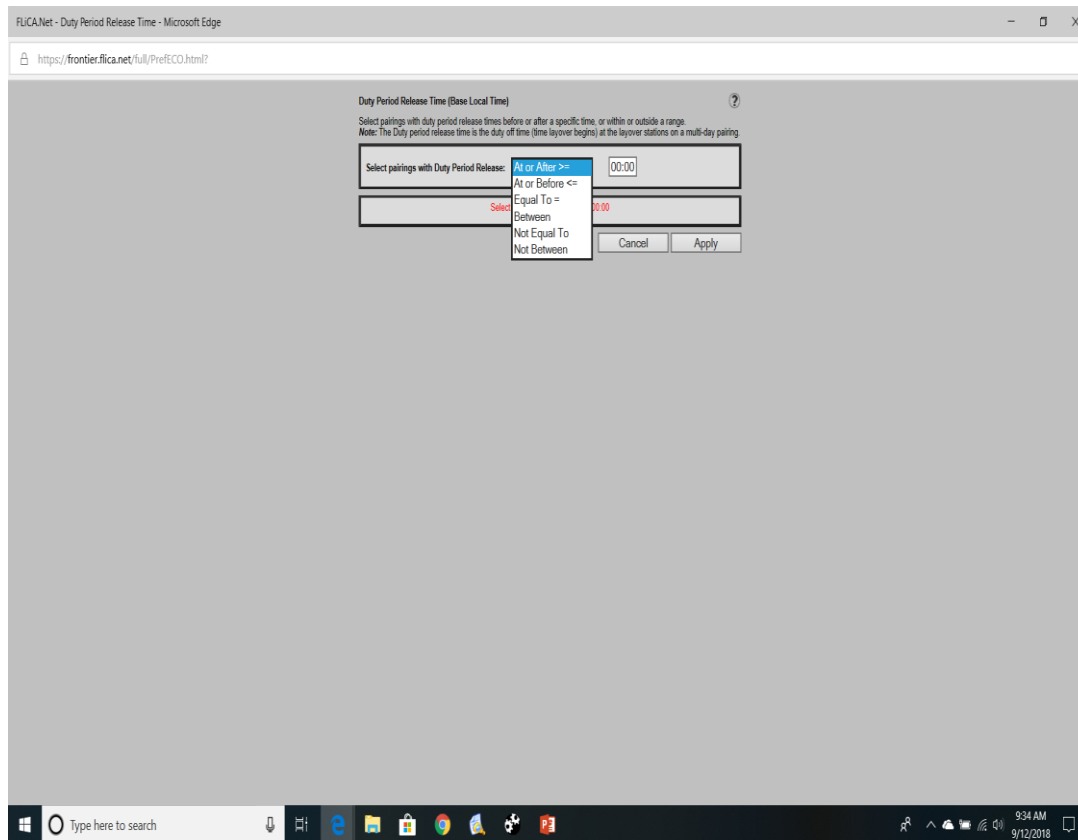 FLiCA.Net - Duty Period Release Time - Microsoft Edge
https://frontier.flica.net/full/PrefECO.html?
Duty Period Release Time (Base Local Time)
?
Select pairings with duty period release times before or after a specific time, or within or outside a range.
Note: The Duty period release time is the duty off time (time layover begins) at the layover stations on a multi-day pairing.
Select pairings with Duty Period Release: At or After >= 00:00
At or Before <=
Equal To =
Between
Not Equal To
Not Between
Select 00:00
Cancel Apply
Type here to search
9:34 AM
9/12/2018